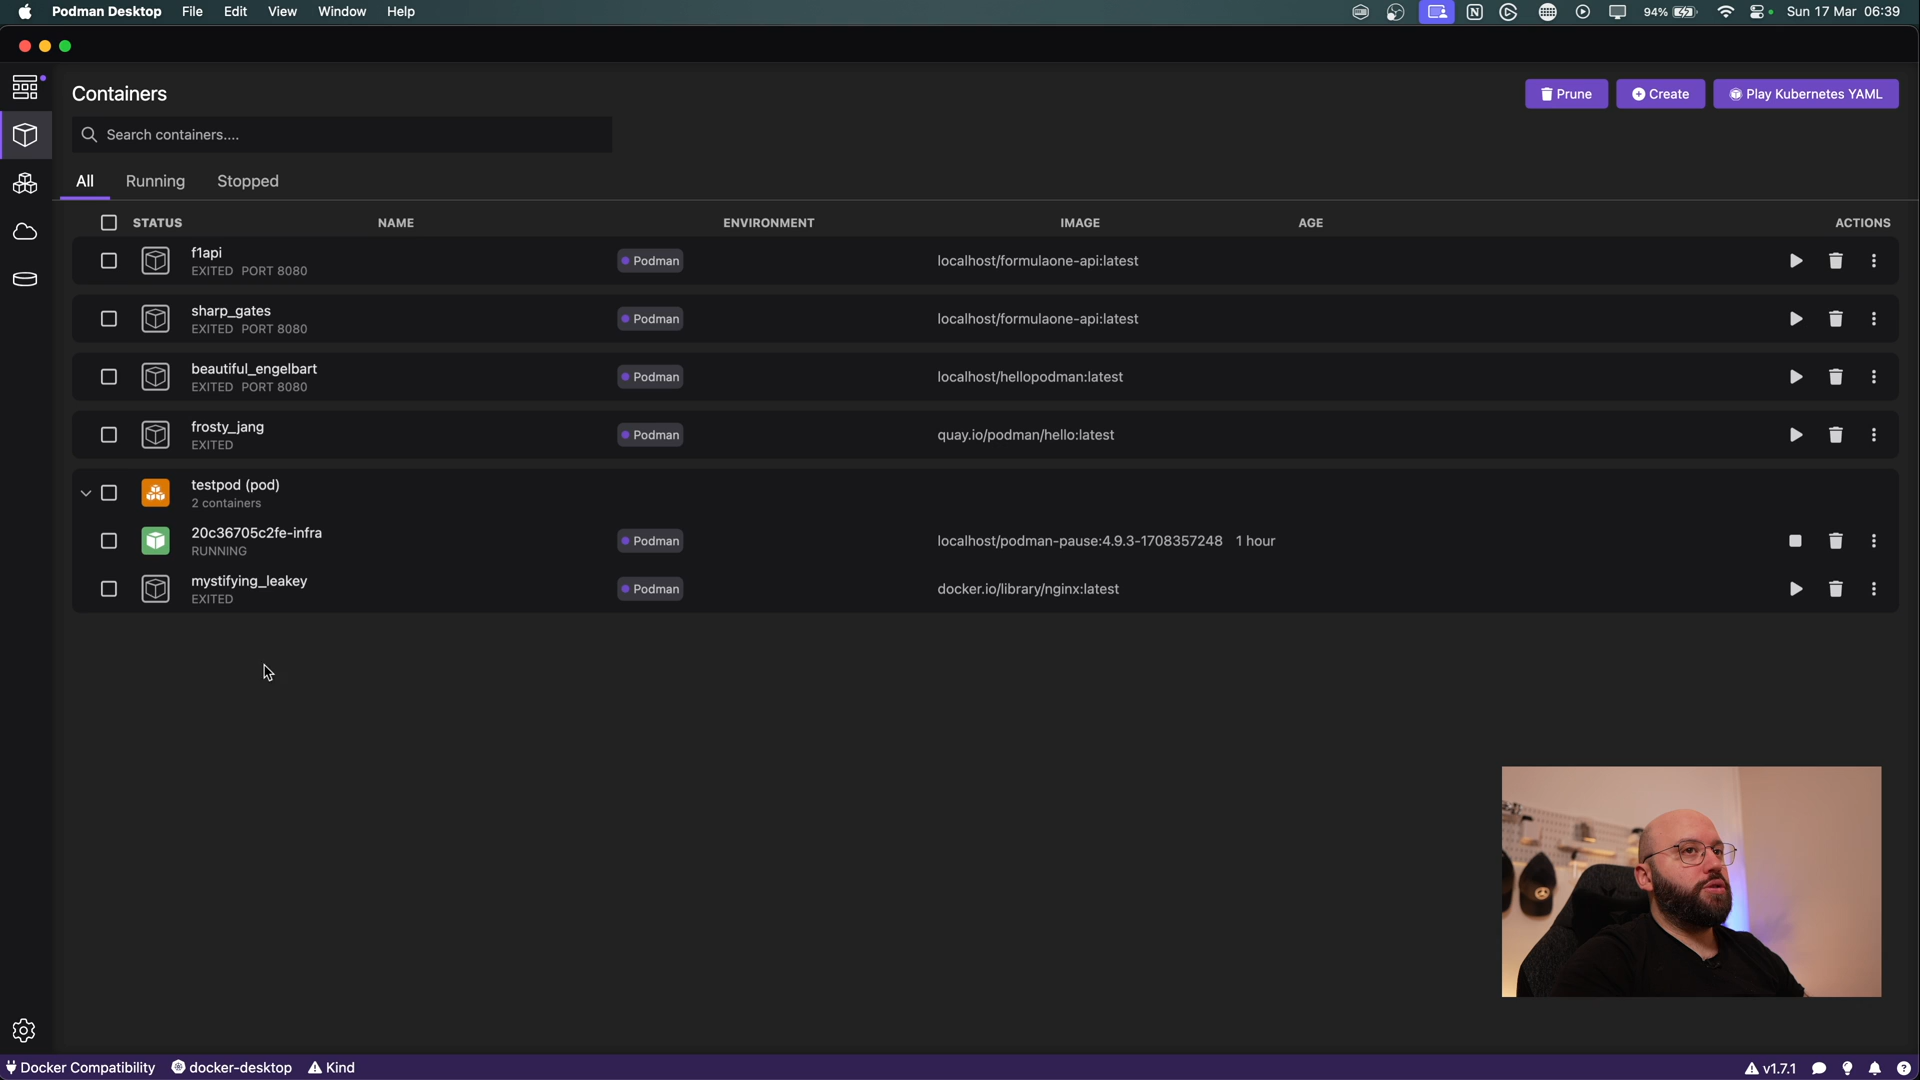 Podman Desktop File Edit View Window Help 94% Sun 17 Mar 06:39
Containers
Prune Create Play Kubernetes YAML
Search containers....
All Running Stopped
STATUS NAME ENVIRONMENT IMAGE AGE ACTIONS
f1api
EXITED PORT 8080
Podman
localhost/formulaone-api:latest
sharp_gates
EXITED PORT 8080
Podman
localhost/formulaone-api:latest
beautiful_engelbart
EXITED PORT 8080
Podman
localhost/hellopodman:latest
frosty_jang
EXITED
Podman
quay.io/podman/hello:latest
testpod (pod)
2 containers
20c36705c2fe-infra
RUNNING
Podman
localhost/podman-pause:4.9.3-1708357248 1 hour
mystifying_leakey
EXITED
Podman
docker.io/library/nginx:latest
Docker Compatibility docker-desktop Kind v1.7.1